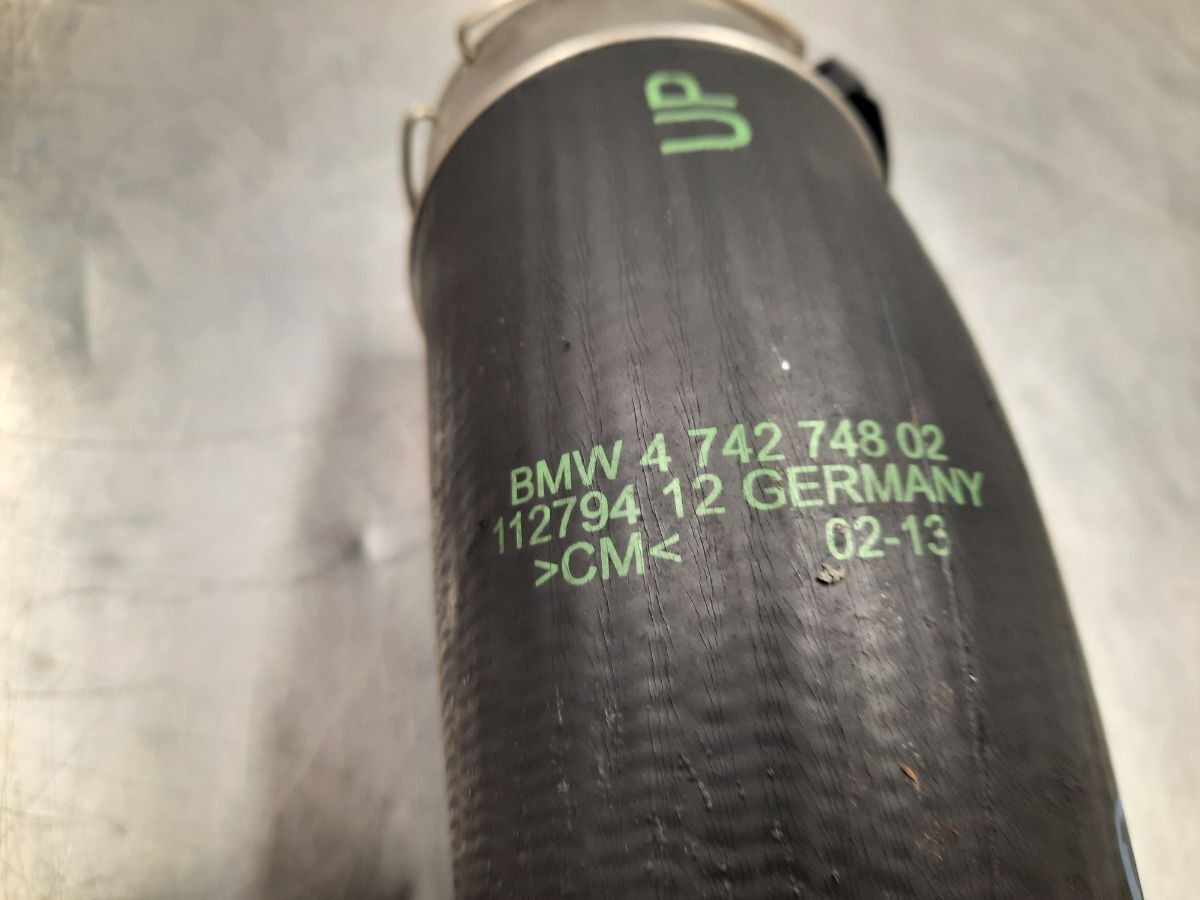 UP
BMW 4 742 748 02
112794 12 GERMANY
>CM< 02-13